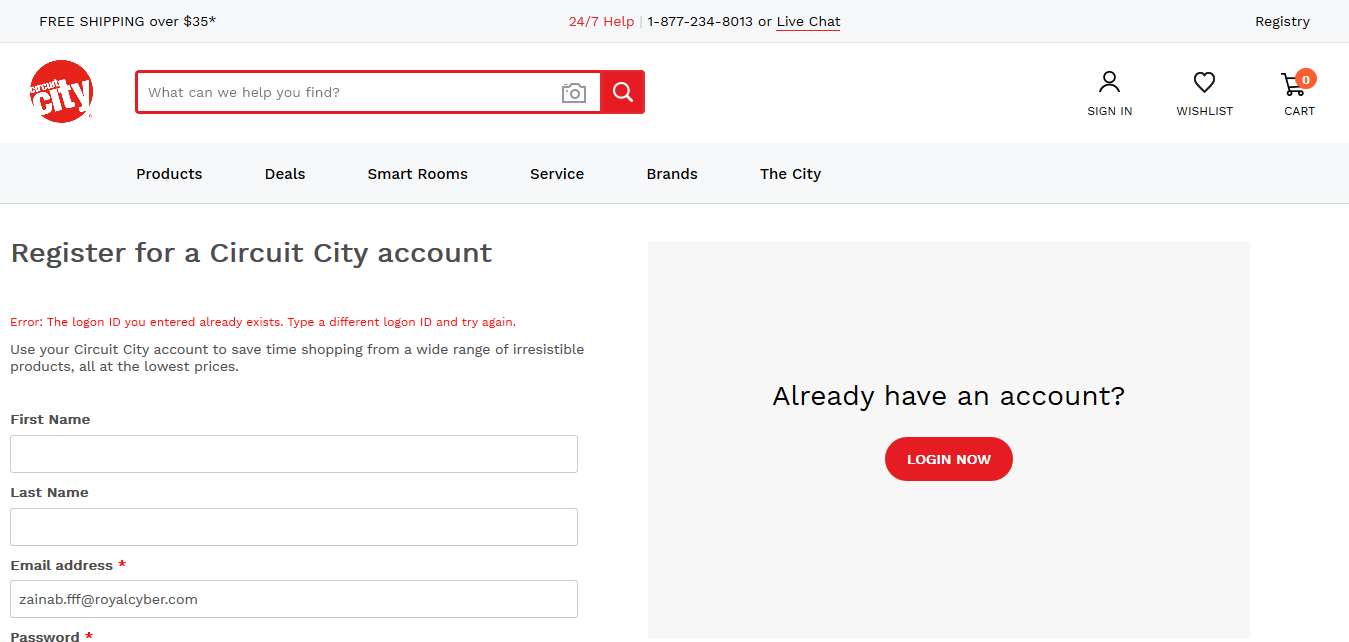 FREE SHIPPING over $35*
24/7 Help | 1-877-234-8013 or Live Chat
Registry
circuit
city
What can we help you find?
SIGN IN
WISHLIST
0
CART
Products
Deals
Smart Rooms
Service
Brands
The City
Register for a Circuit City account
Error: The logon ID you entered already exists. Type a different logon ID and try again.
Use your Circuit City account to save time shopping from a wide range of irresistible
products, all at the lowest prices.
First Name
Last Name
Email address *
zainab.fff@royalcyber.com
Password *
Already have an account?
LOGIN NOW